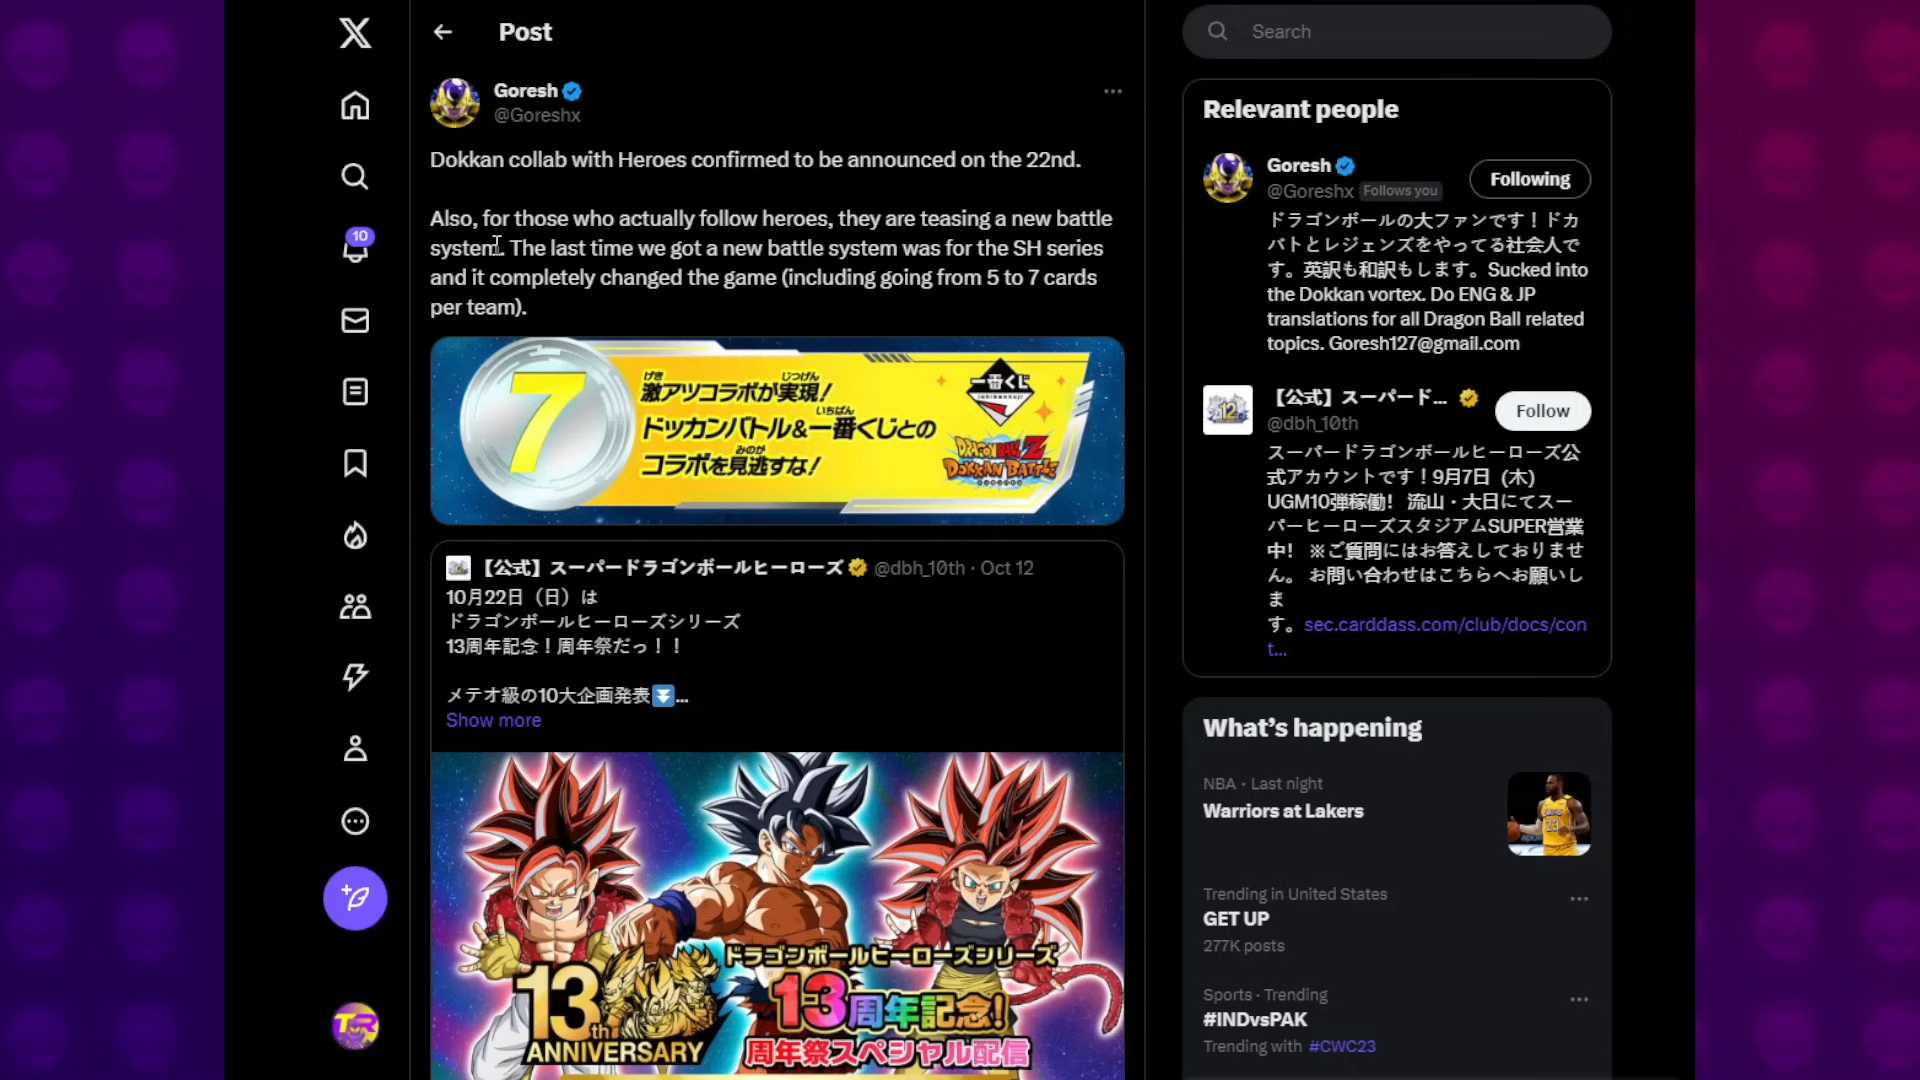 Post
Goresh
@Goreshx
Dokkan collab with Heroes confirmed to be announced on the 22nd.
Also, for those who actually follow heroes, they are teasing a new battle
system. The last time we got a new battle system was for the SH series
and it completely changed the game (including going from 5 to 7 cards
per team).
7
激アツコラボが実現!
ドッカンバトル&一番くじとの
コラボを見逃すな!
げき
じつげん
いちばん
みのが
一番くじ
DRAGON BALL Z
DOKKAN BATTLE
【公式】スーパードラゴンボールヒーローズ @dbh_10th · Oct 12
10月22日（日）は
ドラゴンボールヒーローズシリーズ
13周年記念！周年祭だっ！！
メテオ級の10大企画発表⏬...
Show more
13th
ANNIVERSARY
ドラゴンボールヒーローズシリーズ
13周年記念!
周年祭スペシャル配信
10
TR
Search
Relevant people
Goresh
@Goreshx Follows you
Following
ドラゴンボールの大ファンです！ドカ
バトとレジェンズをやってる社会人で
す。英訳も和訳もします。Sucked into
the Dokkan vortex. Do ENG & JP
translations for all Dragon Ball related
topics. Goresh127@gmail.com
【公式】スーパード...
@dbh_10th
Follow
スーパードラゴンボールヒーローズ公
式アカウントです！9月7日 (木)
UGM10弾稼働！ 流山・大日にてスー
パーヒーローズスタジアムSUPER営業
中！ ※ご質問にはお答えしておりませ
ん。 お問い合わせはこちらへお願いし
ま
す。sec.carddass.com/club/docs/con
t...
What's happening
NBA · Last night
Warriors at Lakers
Trending in United States
GET UP
277K posts
Sports · Trending
#INDvsPAK
Trending with #CWC23